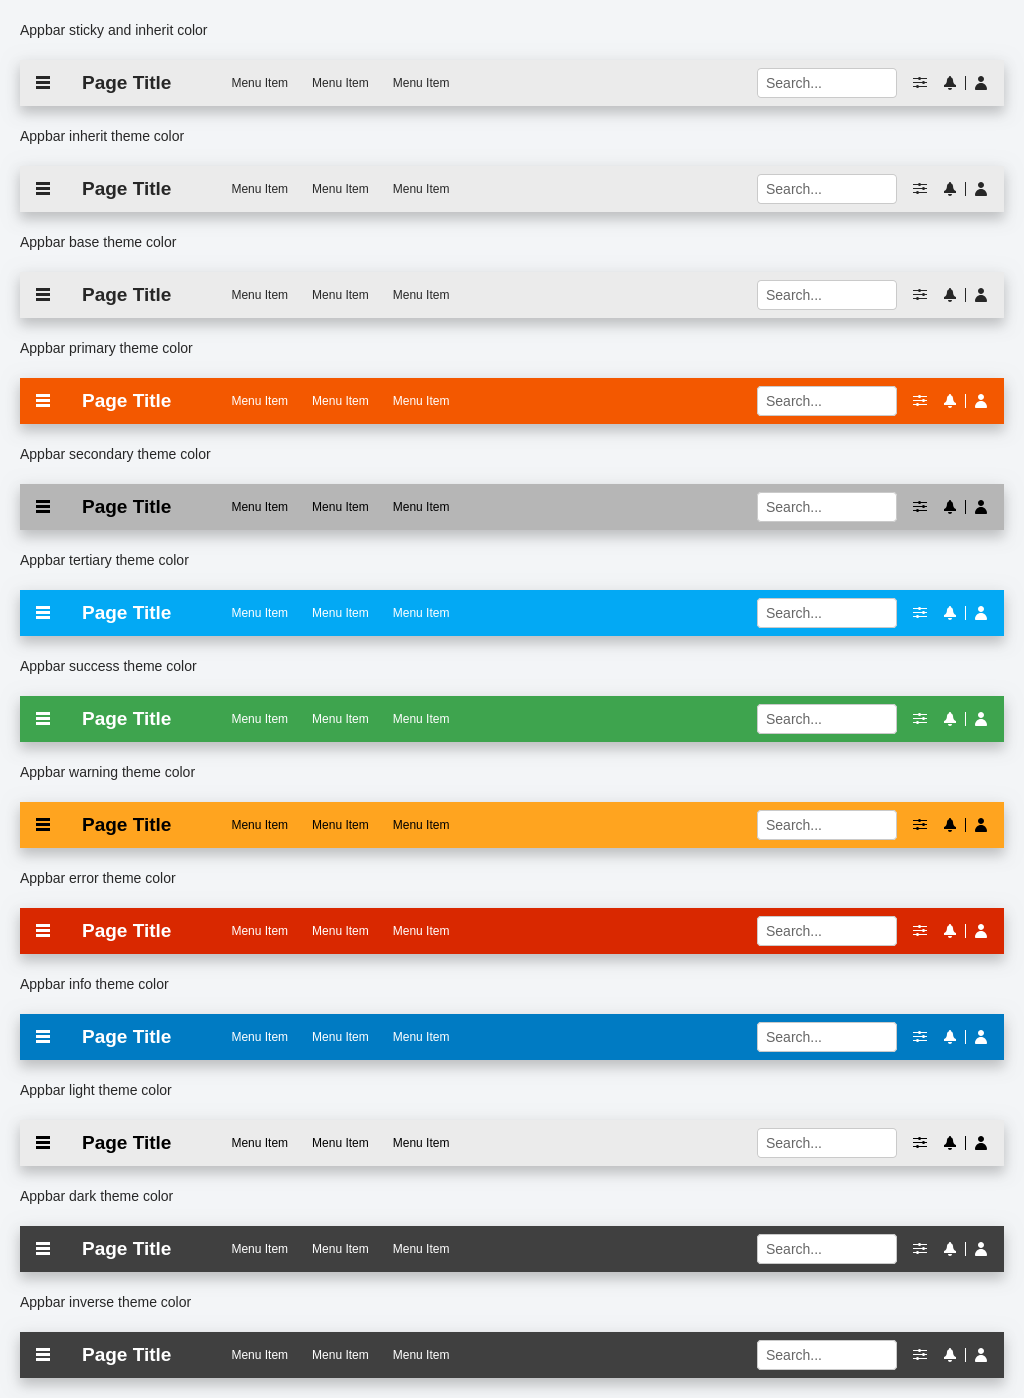 Appbar sticky and inherit color
Page Title Menu Item Menu Item Menu Item Search...
Appbar inherit theme color
Page Title Menu Item Menu Item Menu Item Search...
Appbar base theme color
Page Title Menu Item Menu Item Menu Item Search...
Appbar primary theme color
Page Title Menu Item Menu Item Menu Item Search...
Appbar secondary theme color
Page Title Menu Item Menu Item Menu Item Search...
Appbar tertiary theme color
Page Title Menu Item Menu Item Menu Item Search...
Appbar success theme color
Page Title Menu Item Menu Item Menu Item Search...
Appbar warning theme color
Page Title Menu Item Menu Item Menu Item Search...
Appbar error theme color
Page Title Menu Item Menu Item Menu Item Search...
Appbar info theme color
Page Title Menu Item Menu Item Menu Item Search...
Appbar light theme color
Page Title Menu Item Menu Item Menu Item Search...
Appbar dark theme color
Page Title Menu Item Menu Item Menu Item Search...
Appbar inverse theme color
Page Title Menu Item Menu Item Menu Item Search...